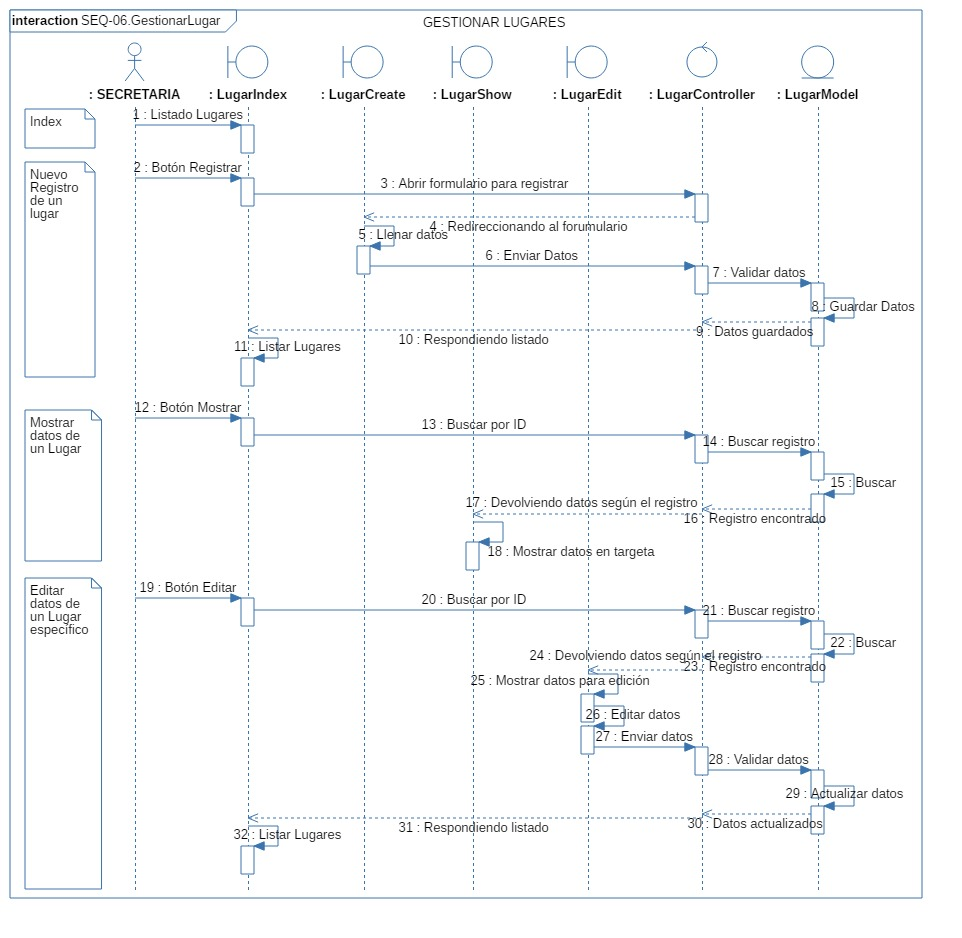 interaction SEQ-06.GestionarLugar
GESTIONAR LUGARES
: SECRETARIA
: LugarIndex
: LugarCreate
: LugarShow
: LugarEdit
: LugarController
: LugarModel
Index
1 : Listado Lugares
Nuevo
Registro
de un
lugar
2 : Botón Registrar
3 : Abrir formulario para registrar
4 : Redireccionando al forumulario
5 : Llenar datos
6 : Enviar Datos
7 : Validar datos
8 : Guardar Datos
9 : Datos guardados
10 : Respondiendo listado
11 : Listar Lugares
Mostrar
datos de
un Lugar
12 : Botón Mostrar
13 : Buscar por ID
14 : Buscar registro
15 : Buscar
17 : Devolviendo datos según el registro
16 : Registro encontrado
18 : Mostrar datos en targeta
Editar
datos de
un Lugar
específico
19 : Botón Editar
20 : Buscar por ID
21 : Buscar registro
22 : Buscar
24 : Devolviendo datos según el registro
23 : Registro encontrado
25 : Mostrar datos para edición
26 : Editar datos
27 : Enviar datos
28 : Validar datos
29 : Actualizar datos
30 : Datos actualizados
31 : Respondiendo listado
32 : Listar Lugares